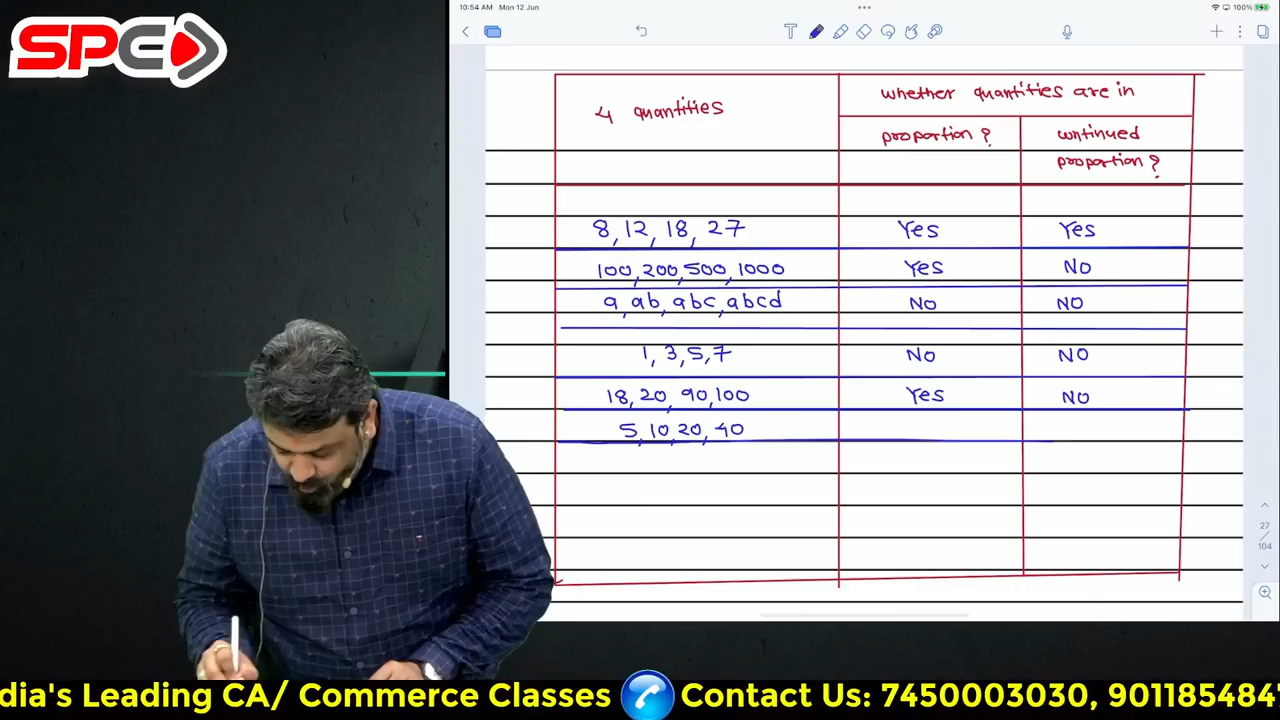 10:54 AM Mon 12 Jun
100%
SPC
4 quantities
whether quantities are in
proportion ?
continued
proportion ?
8, 12, 18, 27 Yes Yes
100, 200, 500, 1000 Yes NO
a, ab, abc, abcd NO NO
1, 3, 5, 7 NO NO
18, 20, 90, 100 Yes NO
5, 10, 20, 40
27
/
104
dia's Leading CA/ Commerce Classes Contact Us: 7450003030, 901185484